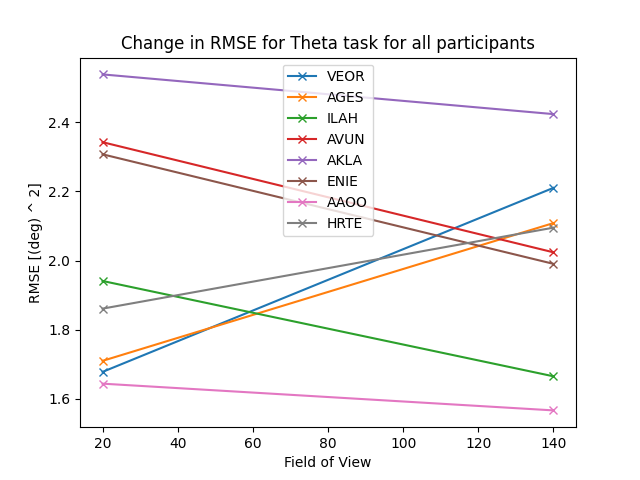 Change in RMSE for Theta task for all participants
VEOR
AGES
ILAH
AVUN
AKLA
ENIE
AAOO
HRTE
RMSE [(deg) ^ 2]
2.4
2.2
2.0
1.8
1.6
20 40 60 80 100 120 140
Field of View